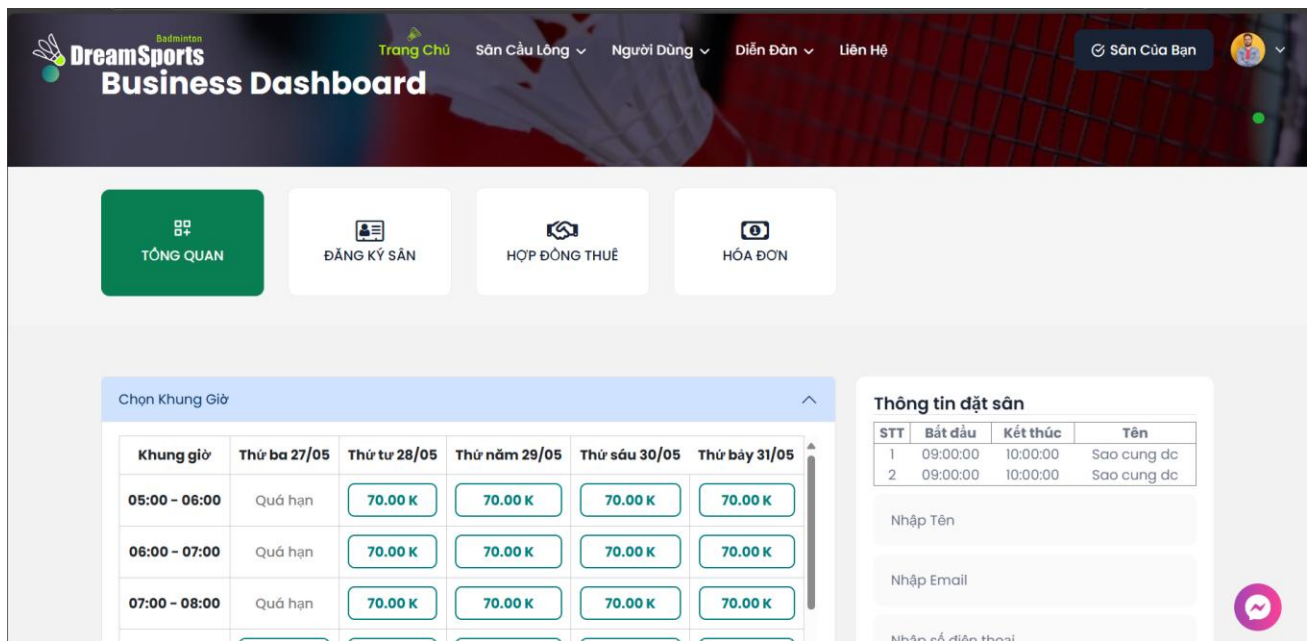 Badminton
DreamSports
Trang Chủ Sân Cầu Lông Người Dùng Diễn Đàn Liên Hệ Sân Của Bạn
Business Dashboard
TỔNG QUAN ĐĂNG KÝ SÂN HỢP ĐỒNG THUÊ HÓA ĐƠN
Chọn Khung Giờ
Khung giờ Thứ ba 27/05 Thứ tư 28/05 Thứ năm 29/05 Thứ sáu 30/05 Thứ bảy 31/05
05:00 - 06:00 Quá hạn 70.00 K 70.00 K 70.00 K 70.00 K
06:00 - 07:00 Quá hạn 70.00 K 70.00 K 70.00 K 70.00 K
07:00 - 08:00 Quá hạn 70.00 K 70.00 K 70.00 K 70.00 K
Thông tin đặt sân
STT Bắt đầu Kết thúc Tên
1 09:00:00 10:00:00 Sao cung dc
2 09:00:00 10:00:00 Sao cung dc
Nhập Tên
Nhập Email
Nhập số điện thoại